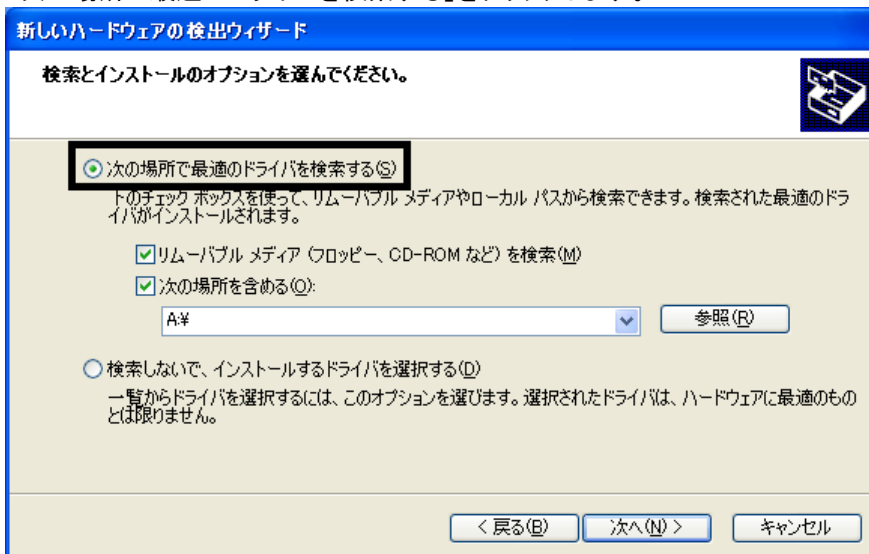 新しいハードウェアの検出ウィザード
検索とインストールのオプションを選んでください。
次の場所で最適のドライバを検索する(S)
下のチェック ボックスを使って、リムーバブル メディアやローカル パスから検索できます。検索された最適のドラ
イバがインストールされます。
リムーバブル メディア (フロッピー、CD-ROM など) を検索(M)
次の場所を含める(O):
A:¥
参照(R)
検索しないで、インストールするドライバを選択する(D)
一覧からドライバを選択するには、このオプションを選びます。選択されたドライバは、ハードウェアに最適のもの
とは限りません。
< 戻る(B)
次へ(N) >
キャンセル